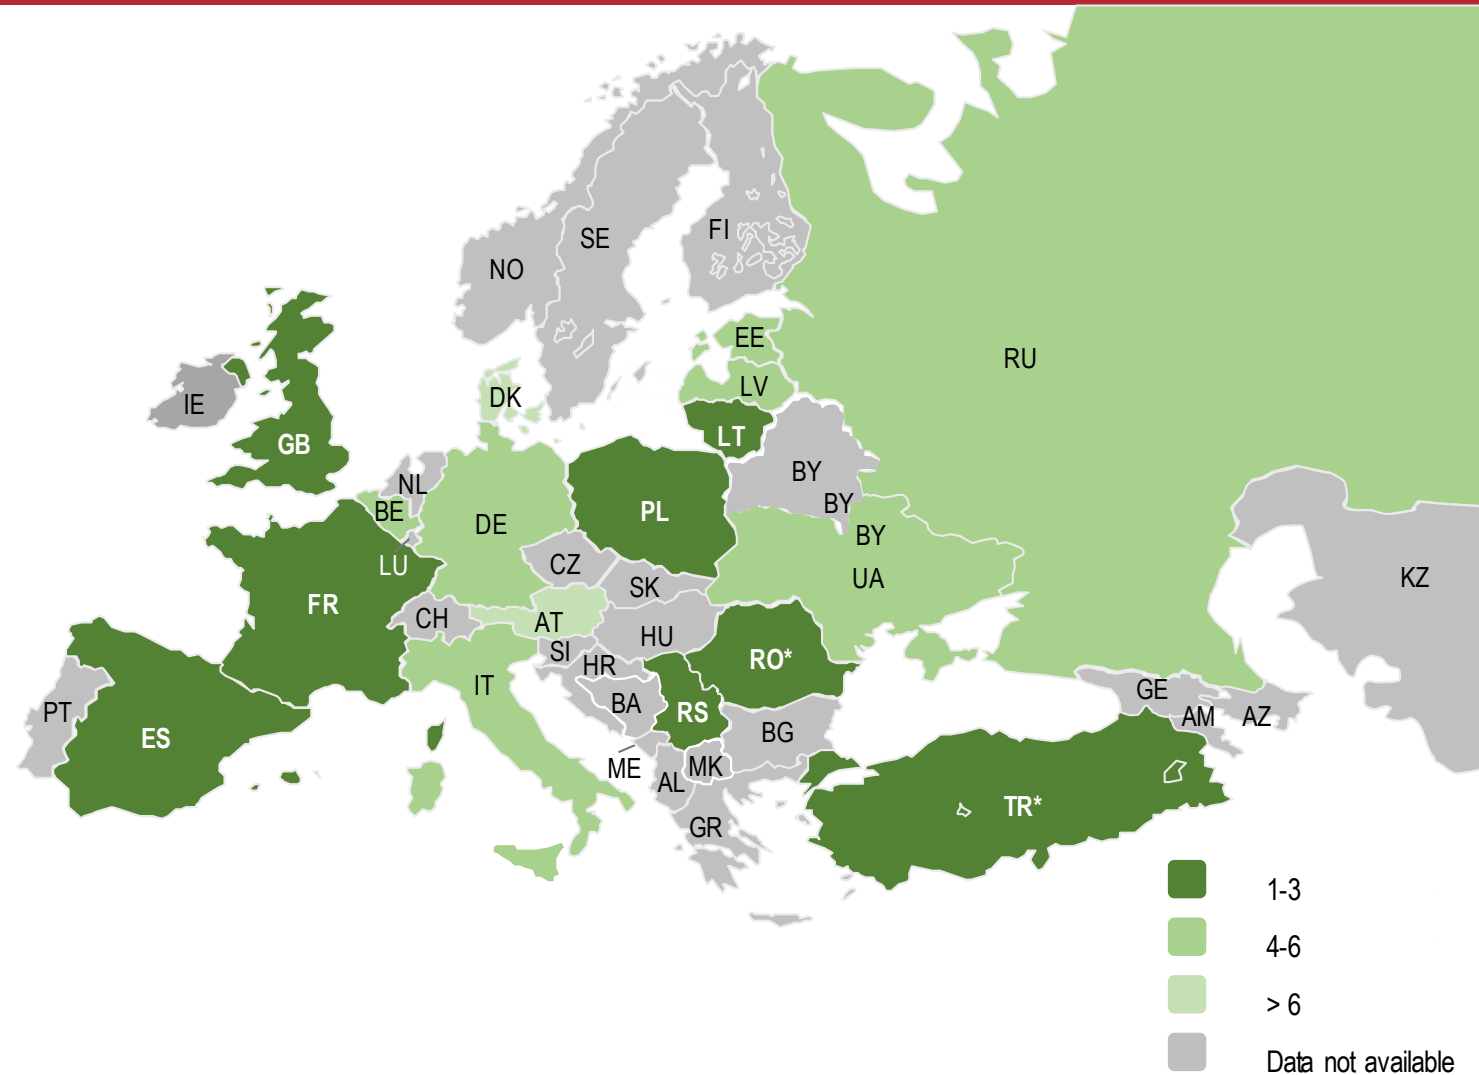 FI
SE
NO
EE
RU
LV
DK
IE
LT
GB
BY
NL
BY
BE
PL
DE
BY
CZ
LU
UA
KZ
SK
FR
CH
AT
HU
SI
HR
RO*
IT
GE
BA
PT
RS
AM
AZ
ES
BG
ME
MK
AL
TR*
GR
1-3
4-6
> 6
Data not available